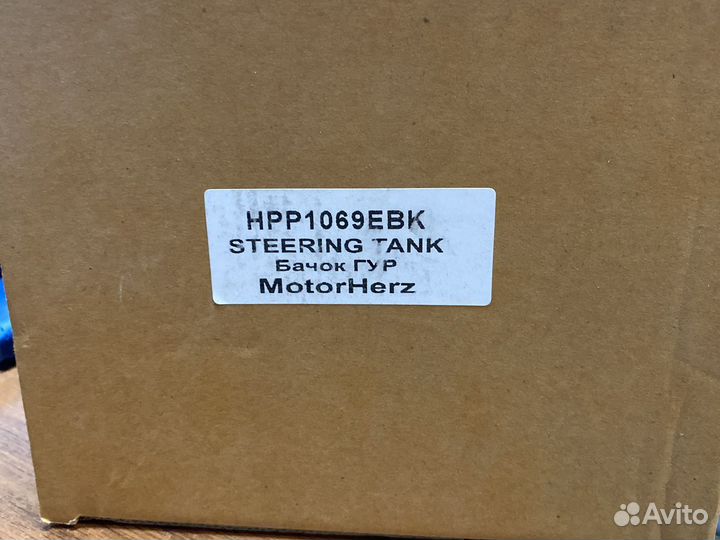 HPP1069EBK
STEERING TANK
Бачок ГУР
MotorHerz
Avito